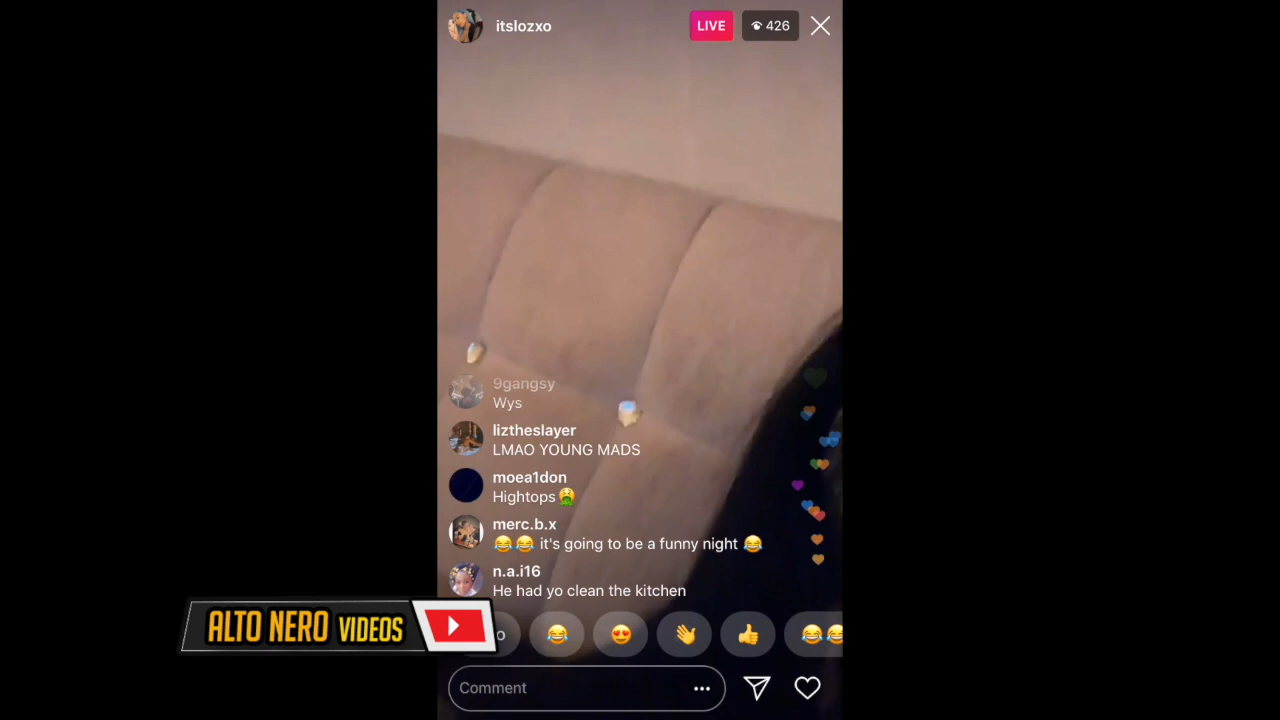 itslozxo
LIVE
426
9gangsy
Wys
liztheslayer
LMAO YOUNG MADS
moea1don
Hightops🤮
merc.b.x
😂😂 it's going to be a funny night 😂
n.a.i16
He had yo clean the kitchen
ALTO NERO VIDEOS
Comment